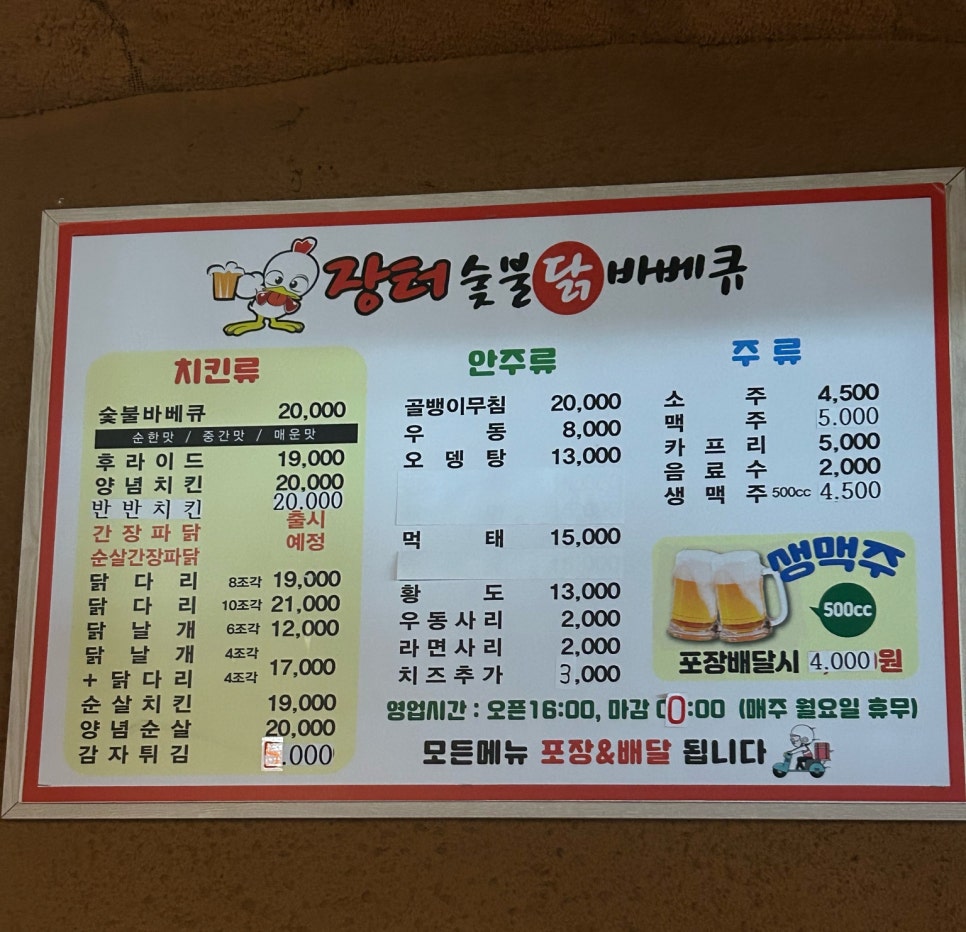 장터 숯불 닭 바베큐
치킨류
숯불바베큐 20,000
순한맛 / 중간맛 / 매운맛
후라이드 19,000
양념치킨 20,000
반반치킨 20.000
간장파닭 출시
순살간장파닭 예정
닭다리 8조각 19,000
닭다리 10조각 21,000
닭날개 6조각 12,000
닭날개 4조각
+닭다리 4조각 17,000
순살치킨 19,000
양념순살 20,000
감자튀김 .000
안주류
골뱅이무침 20,000
우동 8,000
오뎅탕 13,000
먹태 15,000
황도 13,000
우동사리 2,000
라면사리 2,000
치즈추가 3,000
주류
소주 4,500
맥주 5.000
카프리 5,000
음료수 2,000
생맥주 500cc 4.500
생맥주
500cc
포장배달시 4.000원
영업시간 : 오픈16:00, 마감 00:00 (매주 월요일 휴무)
모든메뉴 포장&배달 됩니다